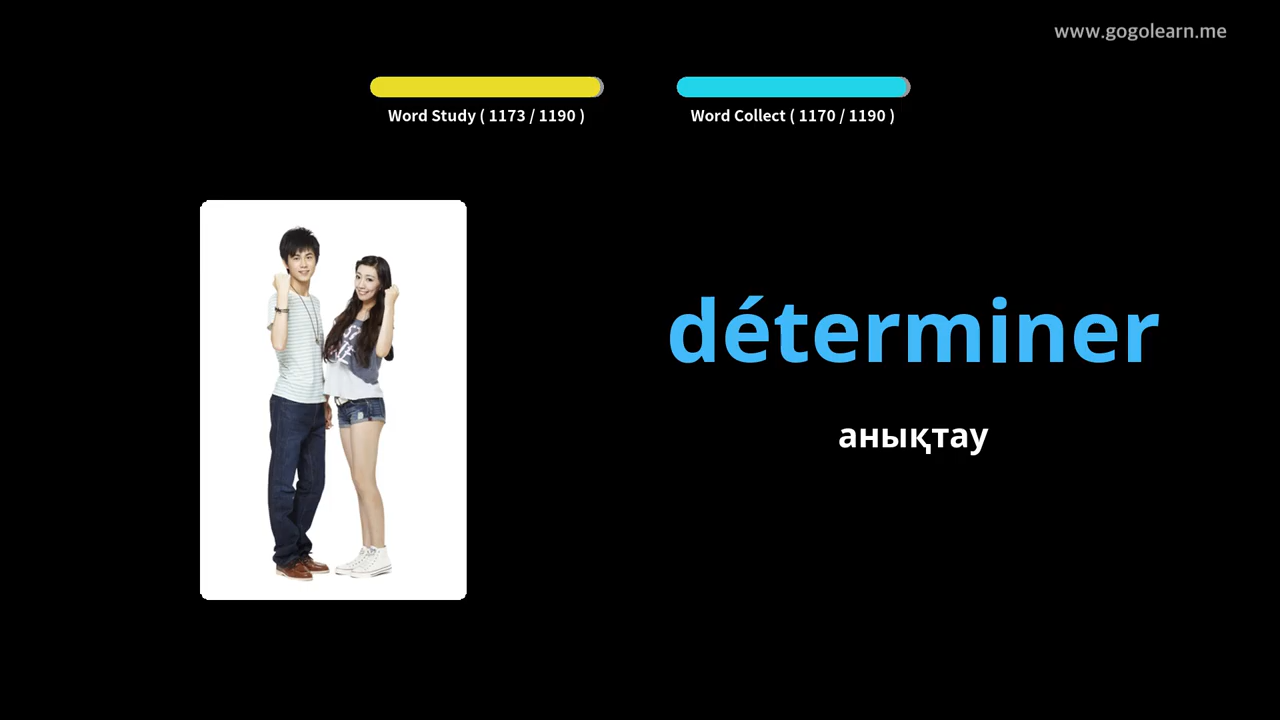 www.gogolearn.me
Word Study ( 1173 / 1190 )
Word Collect ( 1170 / 1190 )
déterminer
анықтау